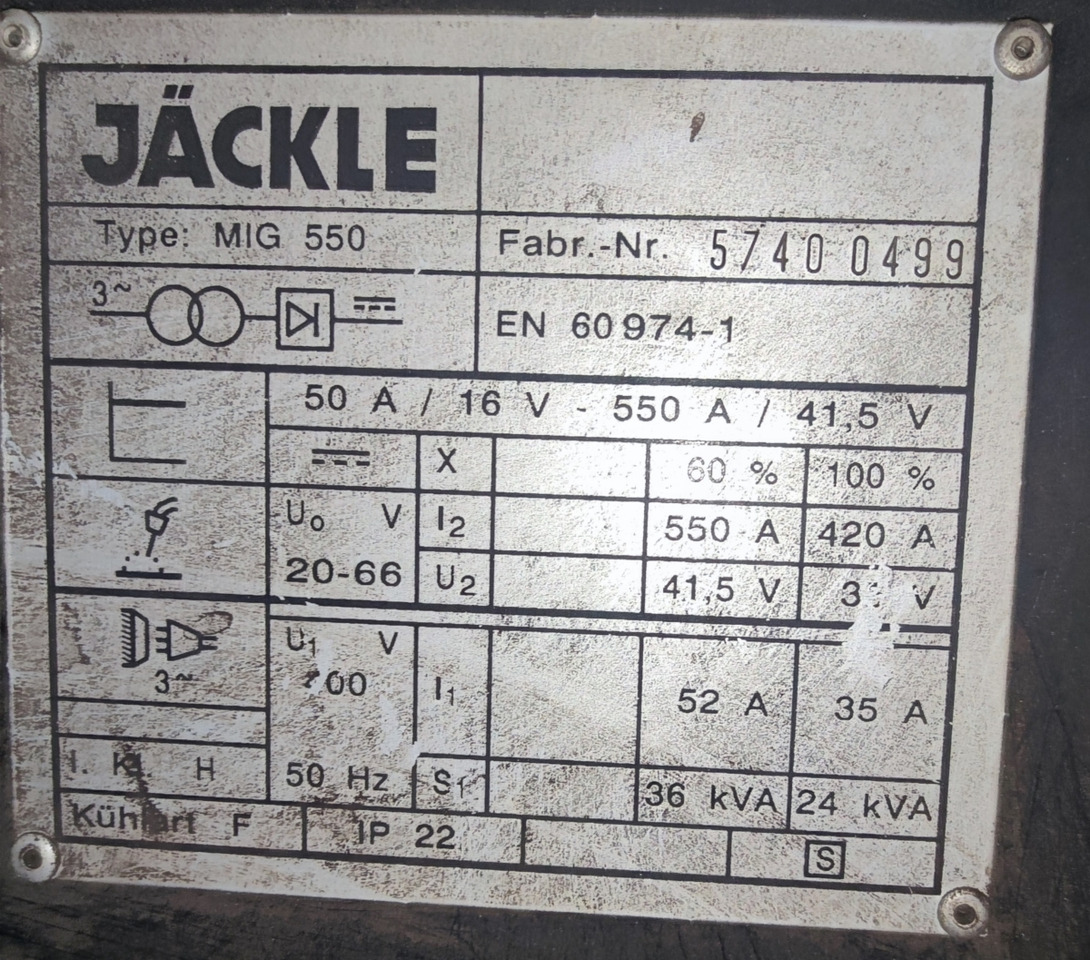 JÄCKLE
Type: MIG 550
Fabr.-Nr. 5740 0499
3~
EN 60974-1
50 A / 16 V - 550 A / 41,5 V
X 60 % 100 %
U0 V I2 550 A 420 A
20-66 U2 41,5 V V
U1 V
3~ I1 52 A 35 A
I. Kl. H 50 Hz S1 36 kVA 24 kVA
Kühlart F IP 22 S